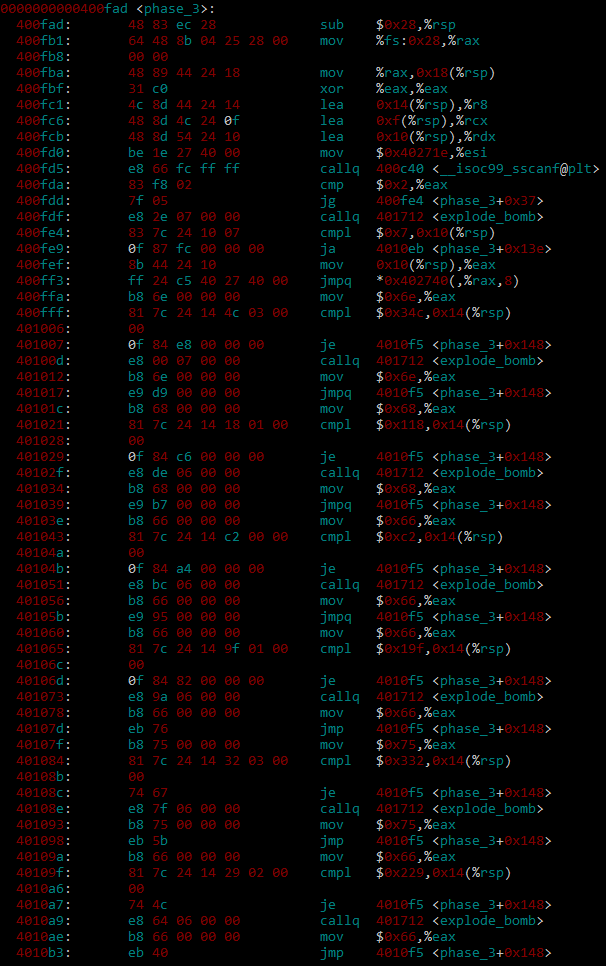 0000000000400fad <phase_3>:
400fad: 48 83 ec 28 sub $0x28,%rsp
400fb1: 64 48 8b 04 25 28 00 mov %fs:0x28,%rax
400fb8: 00 00
400fba: 48 89 44 24 18 mov %rax,0x18(%rsp)
400fbf: 31 c0 xor %eax,%eax
400fc1: 4c 8d 44 24 14 lea 0x14(%rsp),%r8
400fc6: 48 8d 4c 24 0f lea 0xf(%rsp),%rcx
400fcb: 48 8d 54 24 10 lea 0x10(%rsp),%rdx
400fd0: be 1e 27 40 00 mov $0x40271e,%esi
400fd5: e8 66 fc ff ff callq 400c40 <__isoc99_sscanf@plt>
400fda: 83 f8 02 cmp $0x2,%eax
400fdd: 7f 05 jg 400fe4 <phase_3+0x37>
400fdf: e8 2e 07 00 00 callq 401712 <explode_bomb>
400fe4: 83 7c 24 10 07 cmpl $0x7,0x10(%rsp)
400fe9: 0f 87 fc 00 00 00 ja 4010eb <phase_3+0x13e>
400fef: 8b 44 24 10 mov 0x10(%rsp),%eax
400ff3: ff 24 c5 40 27 40 00 jmpq *0x402740(,%rax,8)
400ffa: b8 6e 00 00 00 mov $0x6e,%eax
400fff: 81 7c 24 14 4c 03 00 cmpl $0x34c,0x14(%rsp)
401006: 00
401007: 0f 84 e8 00 00 00 je 4010f5 <phase_3+0x148>
40100d: e8 00 07 00 00 callq 401712 <explode_bomb>
401012: b8 6e 00 00 00 mov $0x6e,%eax
401017: e9 d9 00 00 00 jmpq 4010f5 <phase_3+0x148>
40101c: b8 68 00 00 00 mov $0x68,%eax
401021: 81 7c 24 14 18 01 00 cmpl $0x118,0x14(%rsp)
401028: 00
401029: 0f 84 c6 00 00 00 je 4010f5 <phase_3+0x148>
40102f: e8 de 06 00 00 callq 401712 <explode_bomb>
401034: b8 68 00 00 00 mov $0x68,%eax
401039: e9 b7 00 00 00 jmpq 4010f5 <phase_3+0x148>
40103e: b8 66 00 00 00 mov $0x66,%eax
401043: 81 7c 24 14 c2 00 00 cmpl $0xc2,0x14(%rsp)
40104a: 00
40104b: 0f 84 a4 00 00 00 je 4010f5 <phase_3+0x148>
401051: e8 bc 06 00 00 callq 401712 <explode_bomb>
401056: b8 66 00 00 00 mov $0x66,%eax
40105b: e9 95 00 00 00 jmpq 4010f5 <phase_3+0x148>
401060: b8 66 00 00 00 mov $0x66,%eax
401065: 81 7c 24 14 9f 01 00 cmpl $0x19f,0x14(%rsp)
40106c: 00
40106d: 0f 84 82 00 00 00 je 4010f5 <phase_3+0x148>
401073: e8 9a 06 00 00 callq 401712 <explode_bomb>
401078: b8 66 00 00 00 mov $0x66,%eax
40107d: eb 76 jmp 4010f5 <phase_3+0x148>
40107f: b8 75 00 00 00 mov $0x75,%eax
401084: 81 7c 24 14 32 03 00 cmpl $0x332,0x14(%rsp)
40108b: 00
40108c: 74 67 je 4010f5 <phase_3+0x148>
40108e: e8 7f 06 00 00 callq 401712 <explode_bomb>
401093: b8 75 00 00 00 mov $0x75,%eax
401098: eb 5b jmp 4010f5 <phase_3+0x148>
40109a: b8 66 00 00 00 mov $0x66,%eax
40109f: 81 7c 24 14 29 02 00 cmpl $0x229,0x14(%rsp)
4010a6: 00
4010a7: 74 4c je 4010f5 <phase_3+0x148>
4010a9: e8 64 06 00 00 callq 401712 <explode_bomb>
4010ae: b8 66 00 00 00 mov $0x66,%eax
4010b3: eb 40 jmp 4010f5 <phase_3+0x148>